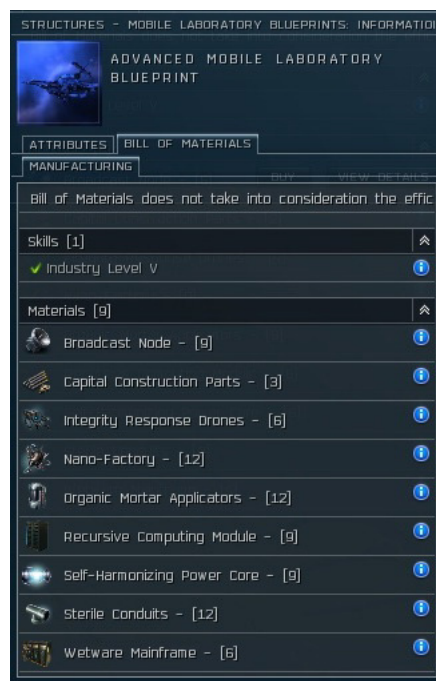 STRUCTURES - MOBILE LABORATORY BLUEPRINTS: INFORMATIO
ADVANCED MOBILE LABORATORY
BLUEPRINT
ATTRIBUTES BILL OF MATERIALS
MANUFACTURING
BUY VIEW DETAILS
Bill of Materials does not take into consideration the effic
Skills [1]
Industry Level V
Materials [9]
Broadcast Node - [9]
Capital Construction Parts - [3]
Integrity Response Drones - [6]
Nano-Factory - [12]
Organic Mortar Applicators - [12]
Recursive Computing Module - [9]
Self-Harmonizing Power Core - [9]
Sterile Conduits - [12]
Wetware Mainframe - [6]